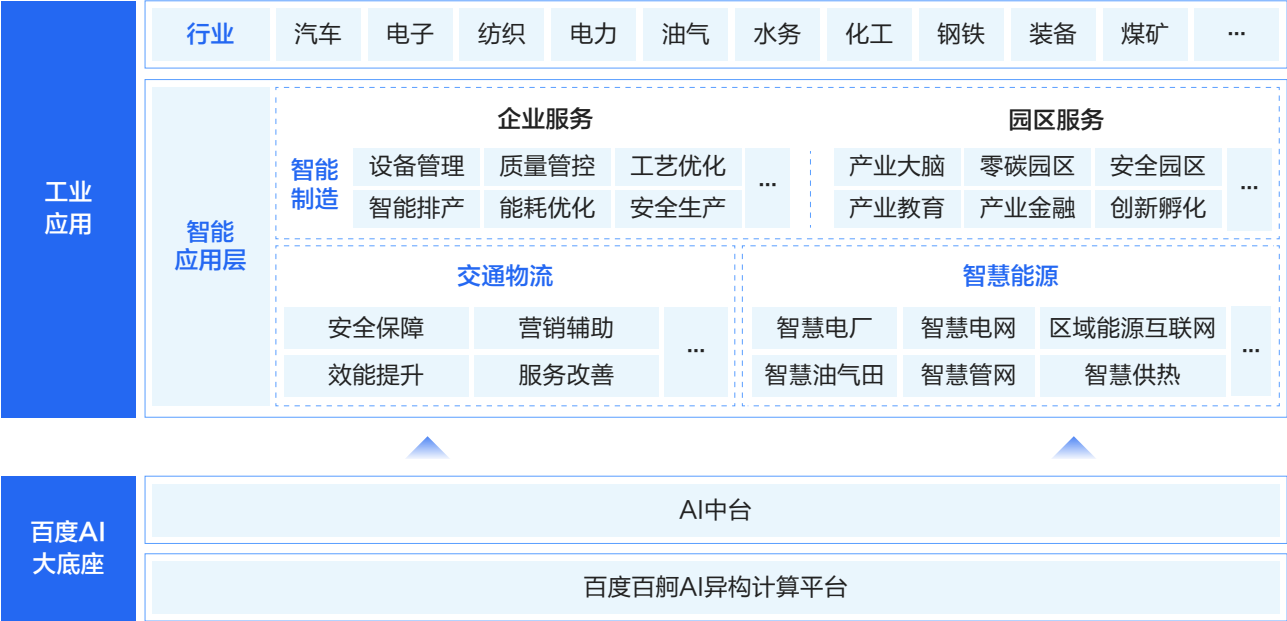 行业 汽车 电子 纺织 电力 油气 水务 化工 钢铁 装备 煤矿 ...
工业
应用
智能
应用层
智能
制造
企业服务
设备管理 质量管控 工艺优化 ...
智能排产 能耗优化 安全生产
园区服务
产业大脑 零碳园区 安全园区 ...
产业教育 产业金融 创新孵化
交通物流
安全保障 营销辅助 ...
效能提升 服务改善
智慧能源
智慧电厂 智慧电网 区域能源互联网 ...
智慧油气田 智慧管网 智慧供热
百度AI
大底座
AI中台
百度百舸AI异构计算平台